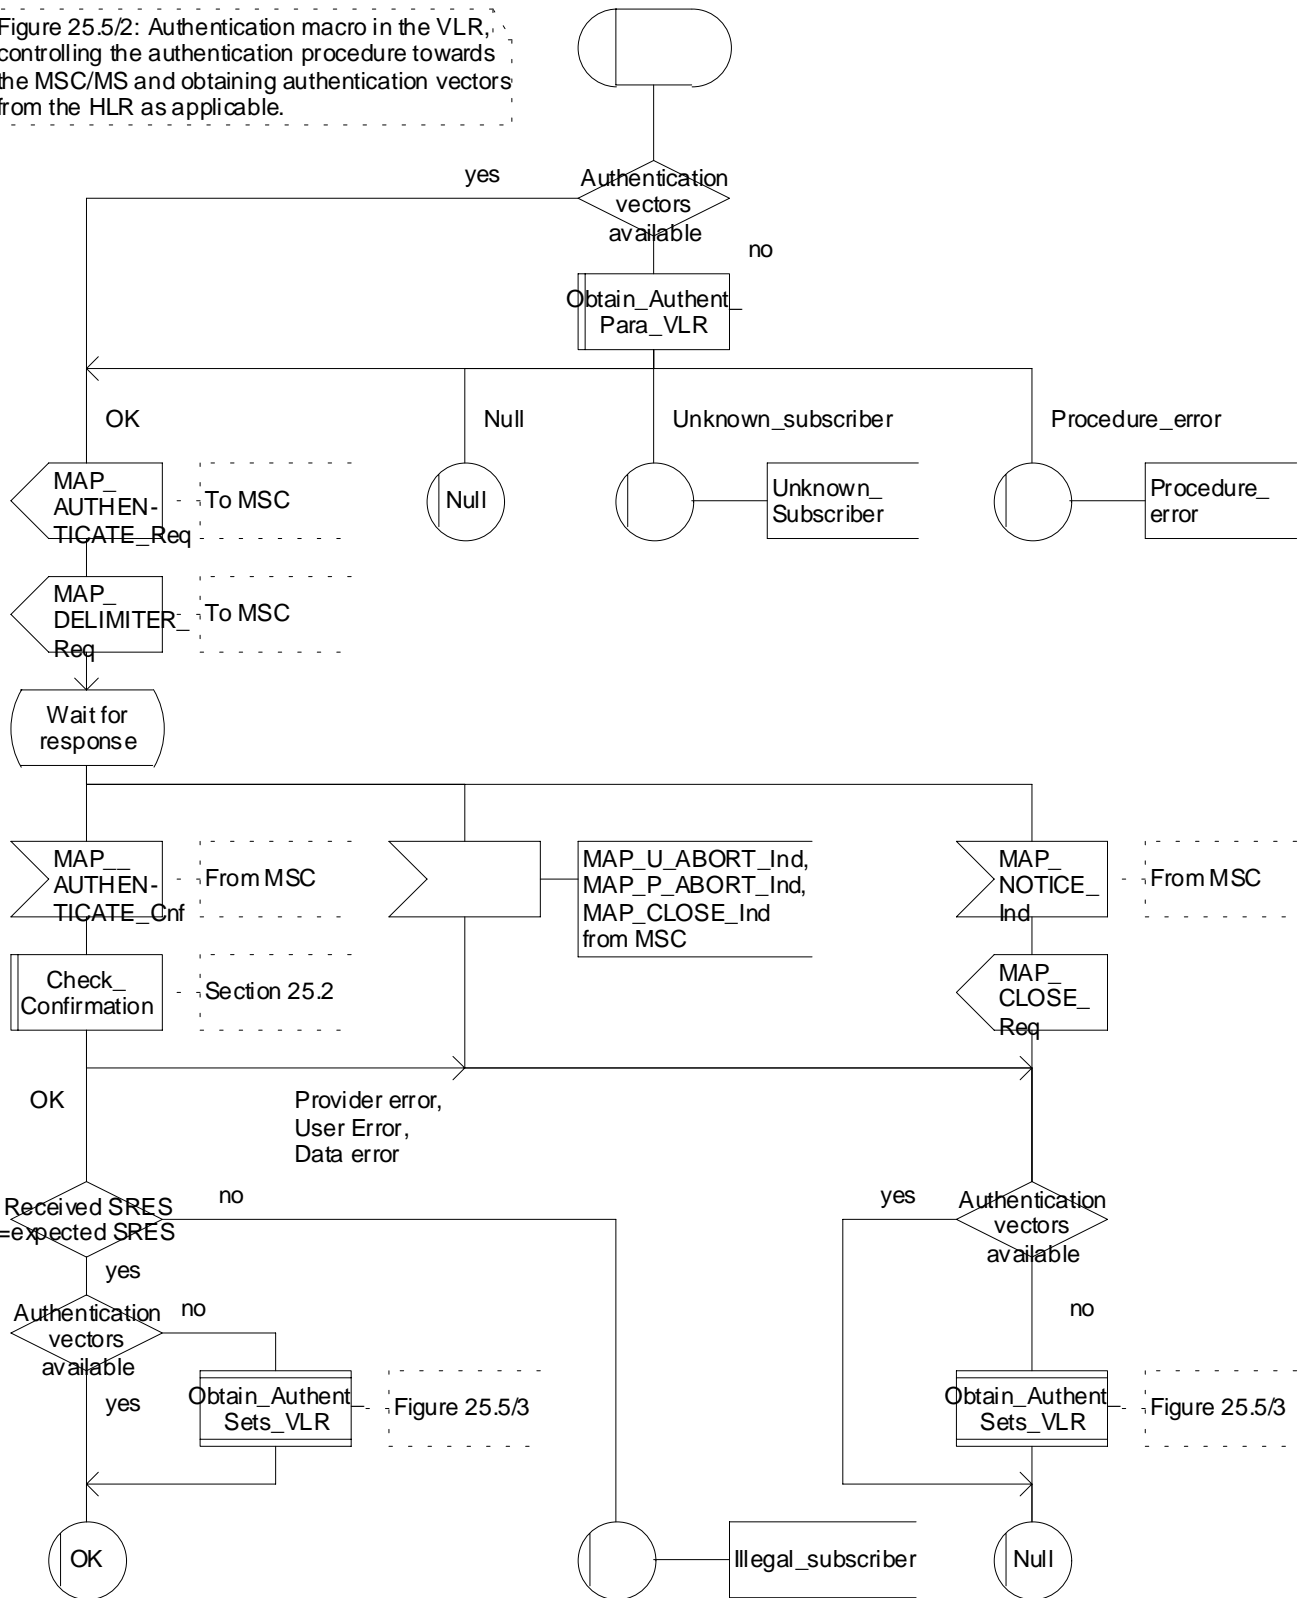 Figure 25.5/2: Authentication macro in the VLR,
controlling the authentication procedure towards
the MSC/MS and obtaining authentication vectors
from the HLR as applicable.
yes
Authentication
vectors
available
no
Obtain_Authent_
Para_VLR
OK
Null
Unknown_subscriber
Procedure_error
MAP_
AUTHEN-
TICATE_Req
To MSC
Null
Unknown_
Subscriber
Procedure_
error
MAP_
DELIMITER_
Req
To MSC
Wait for
response
MAP__
AUTHEN-
TICATE_Cnf
From MSC
MAP_U_ABORT_Ind,
MAP_P_ABORT_Ind,
MAP_CLOSE_Ind
from MSC
MAP_
NOTICE_
Ind
From MSC
Check_
Confirmation
Section 25.2
MAP_
CLOSE_
Req
OK
Provider error,
User Error,
Data error
Received SRES
=expected SRES
no
yes
yes
Authentication
vectors
available
no
Authentication
vectors
available
no
yes
Obtain_Authent_
Sets_VLR
Figure 25.5/3
Obtain_Authent_
Sets_VLR
Figure 25.5/3
OK
Illegal_subscriber
Null